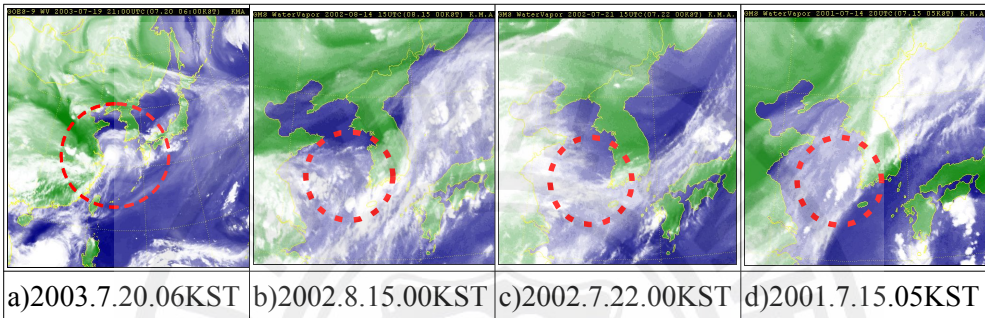 GOES-9 WV 2003-07-19 21:00UTC(07.20 06:00KST) KMA
GMS WaterVapor 2002-08-14 15UTC(08.15 00KST) K.M.A.
GMS WaterVapor 2002-07-21 15UTC(07.22 00KST) K.M.A.
GMS WaterVapor 2001-07-14 20UTC(07.15 05KST) K.M.A.
a)2003.7.20.06KST
b)2002.8.15.00KST
c)2002.7.22.00KST
d)2001.7.15.05KST